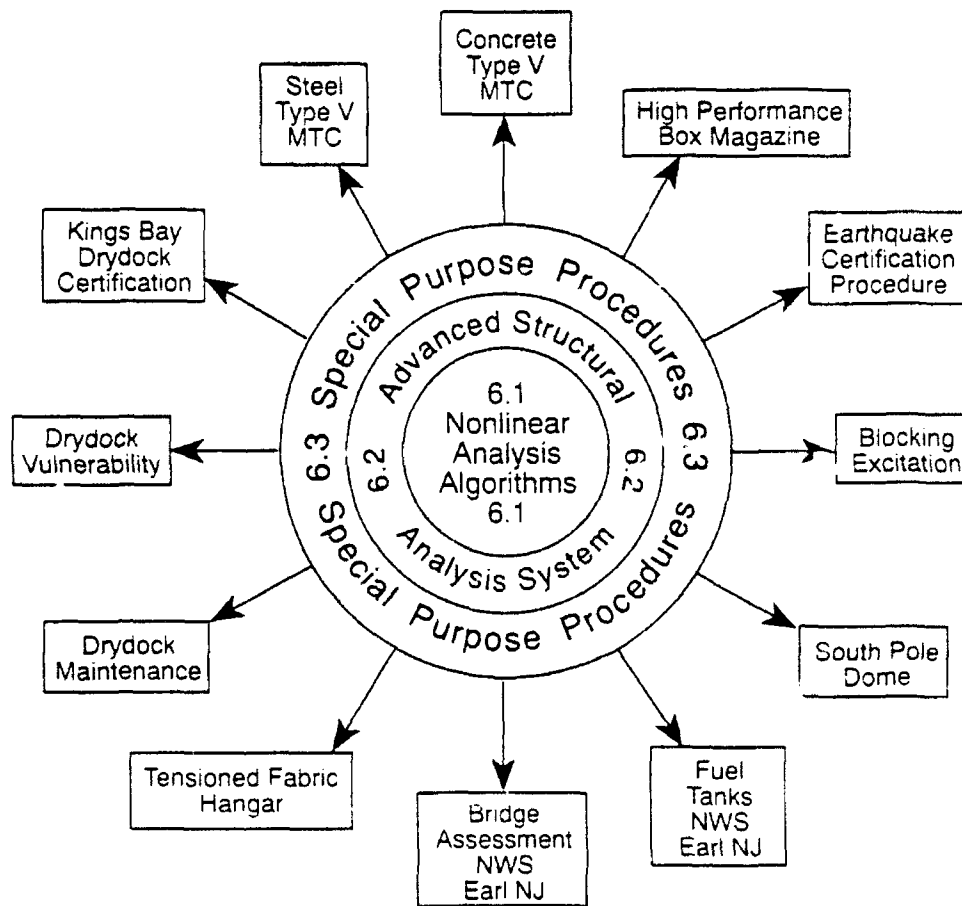 Concrete
Type V
MTC
Steel
Type V
MTC
High Performance
Box Magazine
Kings Bay
Drydock
Certification
Earthquake
Certification
Procedure
6.3 Special Purpose Procedures 6.3
Advanced Structural
6.1
Nonlinear
Analysis
Algorithms
6.1
6.2
6.2
Analysis System
Special Purpose Procedures
Drydock
Vulnerability
Blocking
Excitation
Drydock
Maintenance
South Pole
Dome
Tensioned Fabric
Hangar
Bridge
Assessment
NWS
Earl NJ
Fuel
Tanks
NWS
Earl NJ